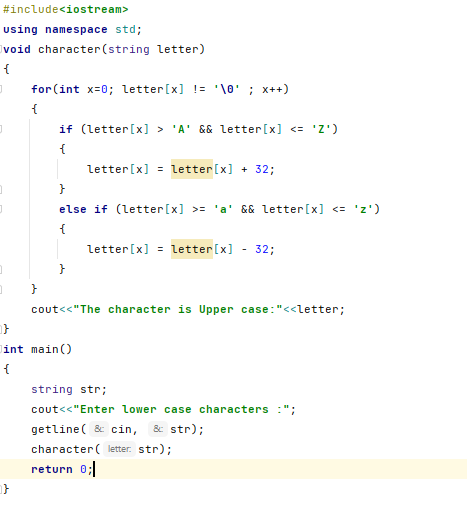 #include<iostream>
using namespace std;
void character(string letter)
{
    for(int x=0; letter[x] != '\0' ; x++)
    {
        if (letter[x] > 'A' && letter[x] <= 'Z')
        {
            letter[x] = letter[x] + 32;
        }
        else if (letter[x] >= 'a' && letter[x] <= 'z')
        {
            letter[x] = letter[x] - 32;
        }
    }
    cout<<"The character is Upper case:"<<letter;
}
int main()
{
    string str;
    cout<<"Enter lower case characters :";
    getline( &: cin, &: str);
    character( letter: str);
    return 0;
}